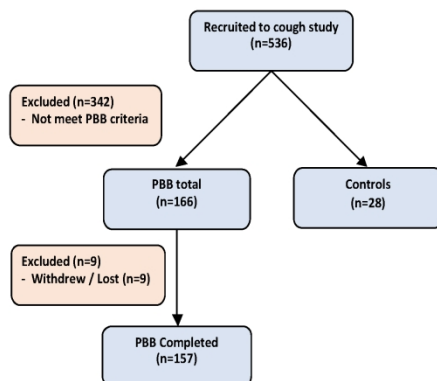 Recruited to cough study
(n=536)
Excluded (n=342)
- Not meet PBB criteria
PBB total
(n=166)
Controls
(n=28)
Excluded (n=9)
- Withdrew / Lost (n=9)
PBB Completed
(n=157)